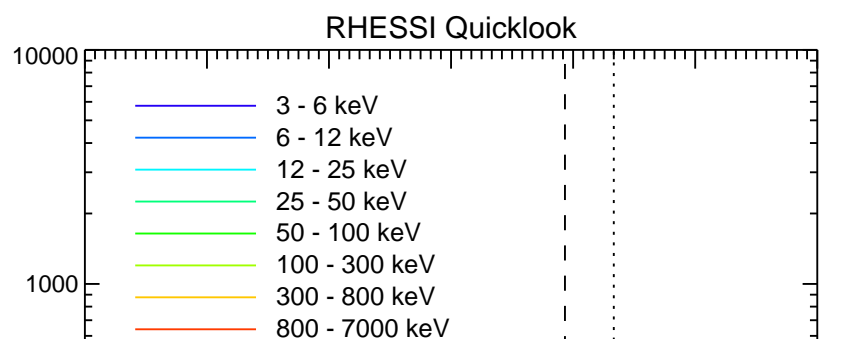 RHESSI Quicklook
10000
3 - 6 keV
6 - 12 keV
12 - 25 keV
25 - 50 keV
50 - 100 keV
100 - 300 keV
1000
300 - 800 keV
800 - 7000 keV